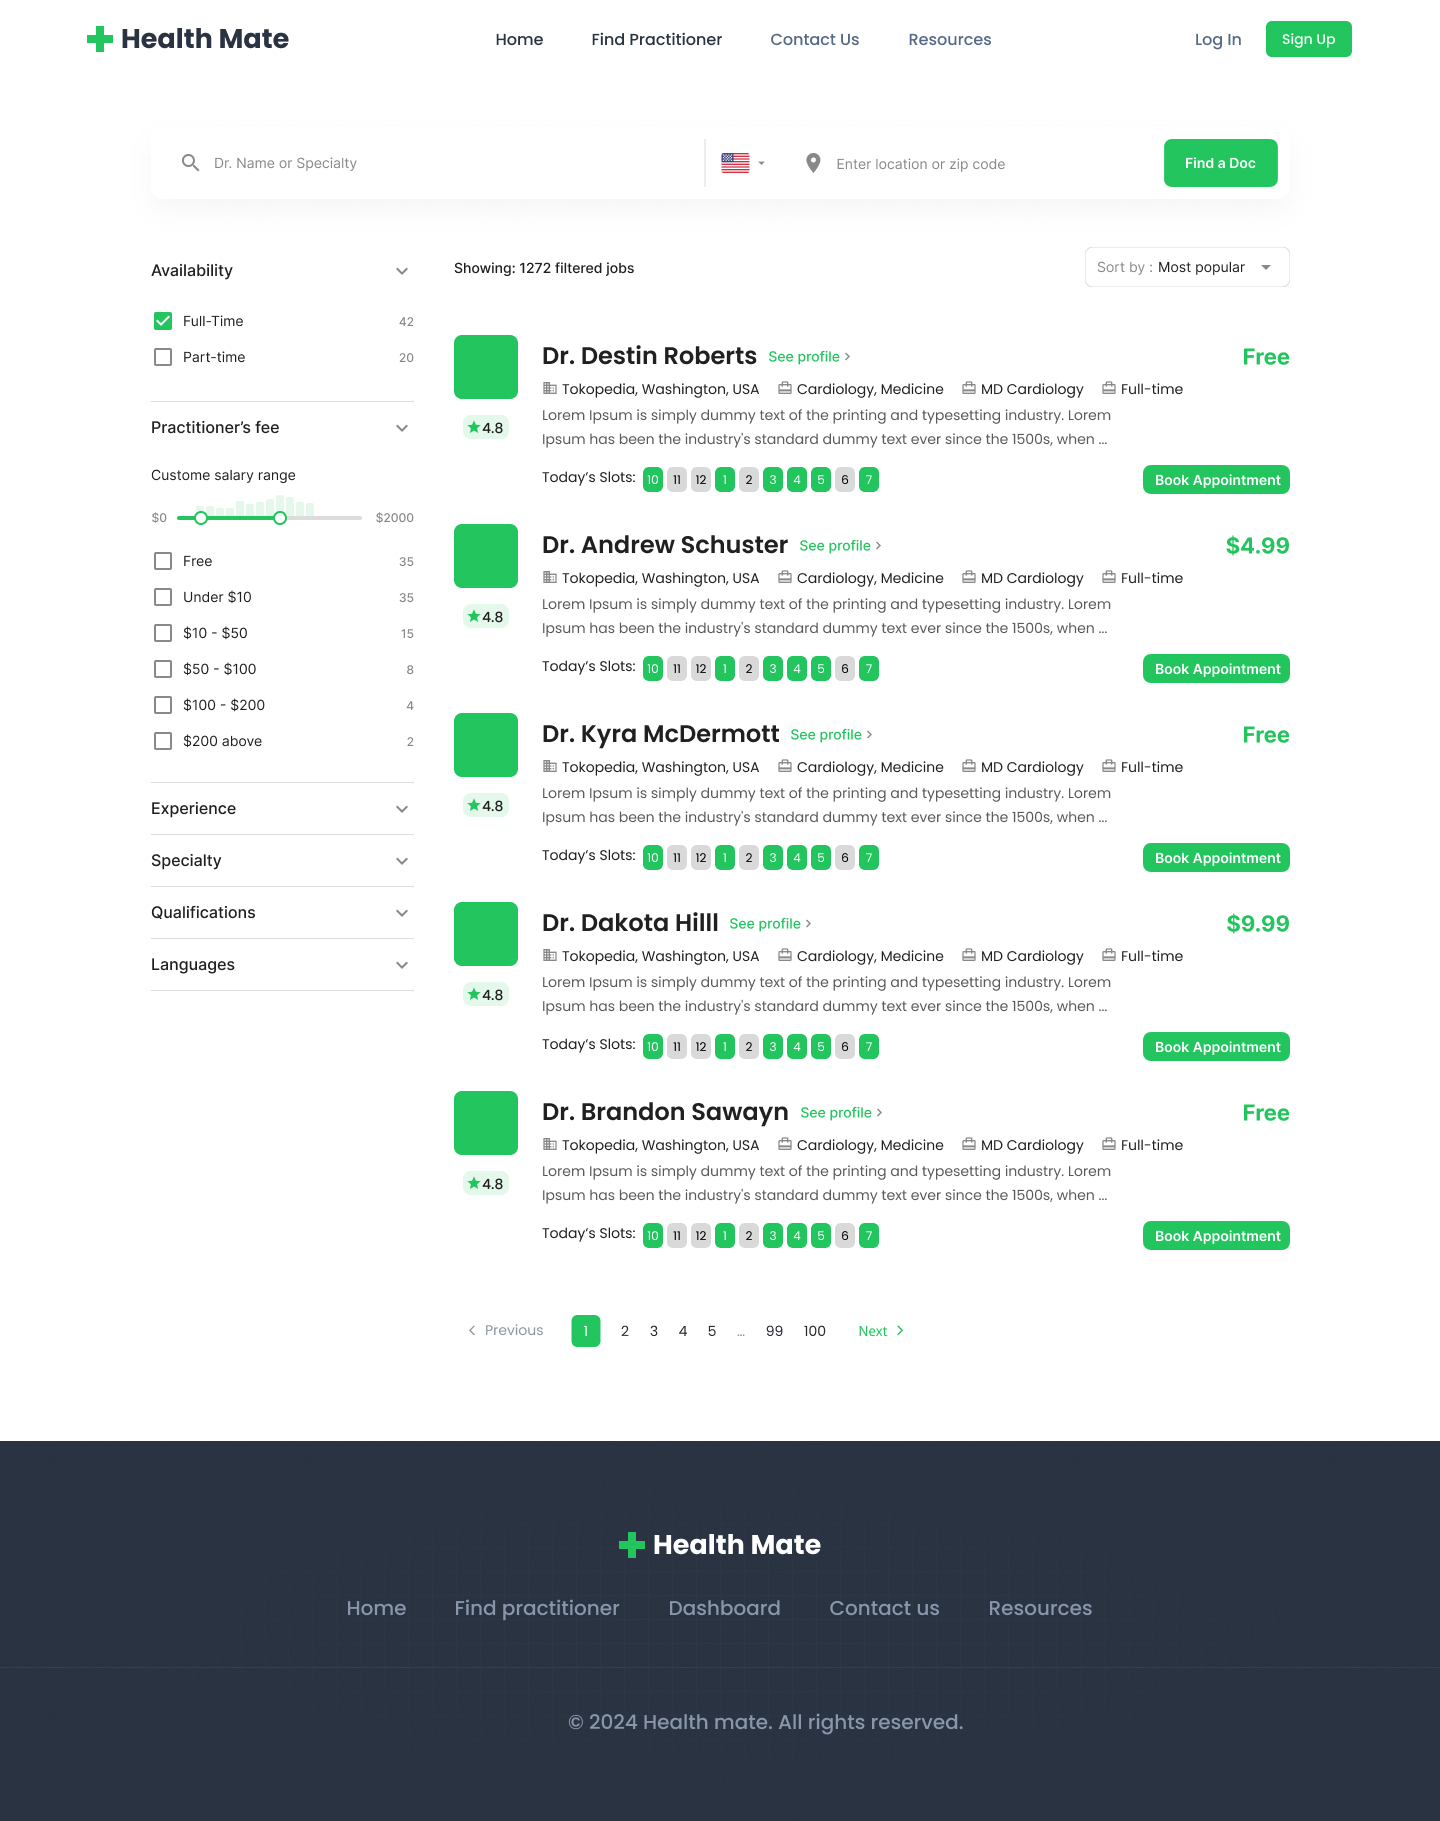 Health Mate
Home Find Practitioner Contact Us Resources
Log In Sign Up
Dr. Name or Specialty
Enter location or zip code
Find a Doc
Availability
Full-Time 42
Part-time 20
Practitioner’s fee
Custome salary range
$0 $2000
Free 35
Under $10 35
$10 - $50 15
$50 - $100 8
$100 - $200 4
$200 above 2
Experience
Specialty
Qualifications
Languages
Showing: 1272 filtered jobs
Sort by : Most popular
Dr. Destin Roberts See profile Free
Tokopedia, Washington, USA Cardiology, Medicine MD Cardiology Full-time
Lorem Ipsum is simply dummy text of the printing and typesetting industry. Lorem
4.8
Ipsum has been the industry's standard dummy text ever since the 1500s, when ...
Today’s Slots: 10 11 12 1 2 3 4 5 6 7 Book Appointment
Dr. Andrew Schuster See profile $4.99
Tokopedia, Washington, USA Cardiology, Medicine MD Cardiology Full-time
Lorem Ipsum is simply dummy text of the printing and typesetting industry. Lorem
4.8
Ipsum has been the industry's standard dummy text ever since the 1500s, when ...
Today’s Slots: 10 11 12 1 2 3 4 5 6 7 Book Appointment
Dr. Kyra McDermott See profile Free
Tokopedia, Washington, USA Cardiology, Medicine MD Cardiology Full-time
Lorem Ipsum is simply dummy text of the printing and typesetting industry. Lorem
4.8
Ipsum has been the industry's standard dummy text ever since the 1500s, when ...
Today’s Slots: 10 11 12 1 2 3 4 5 6 7 Book Appointment
Dr. Dakota Hilll See profile $9.99
Tokopedia, Washington, USA Cardiology, Medicine MD Cardiology Full-time
Lorem Ipsum is simply dummy text of the printing and typesetting industry. Lorem
4.8
Ipsum has been the industry's standard dummy text ever since the 1500s, when ...
Today’s Slots: 10 11 12 1 2 3 4 5 6 7 Book Appointment
Dr. Brandon Sawayn See profile Free
Tokopedia, Washington, USA Cardiology, Medicine MD Cardiology Full-time
Lorem Ipsum is simply dummy text of the printing and typesetting industry. Lorem
4.8
Ipsum has been the industry's standard dummy text ever since the 1500s, when ...
Today’s Slots: 10 11 12 1 2 3 4 5 6 7 Book Appointment
Previous 1 2 3 4 5 ... 99 100 Next
Health Mate
Home Find practitioner Dashboard Contact us Resources
© 2024 Health mate. All rights reserved.